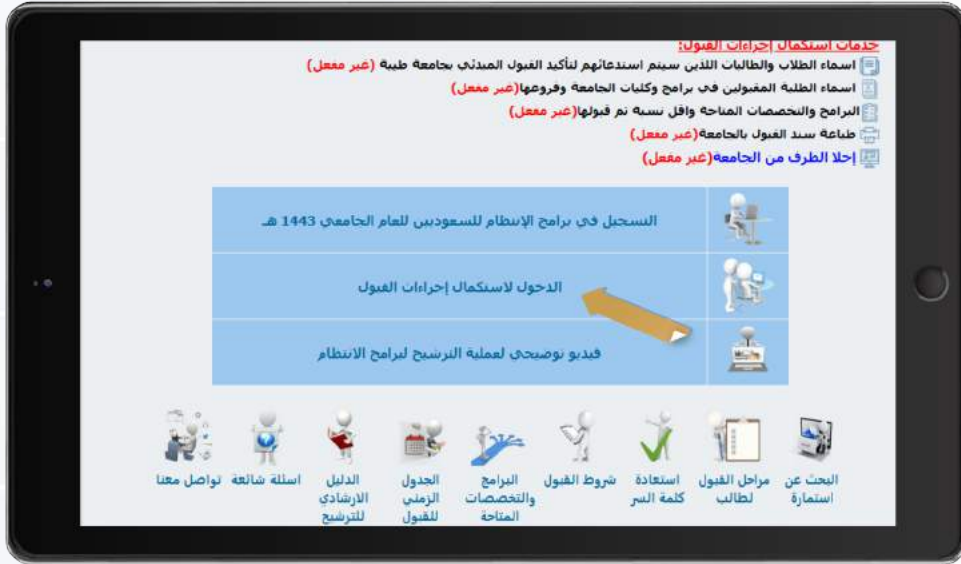 خدمات استكمال إجراءات القبول:
اسماء الطلاب والطالبات اللذين سيتم استدعائهم لتأكيد القبول المبدئي بجامعة طيبة (غير مفعل)
اسماء الطلبة المقبولين في برامج وكليات الجامعة وفروعها(غير مفعل)
البرامج والتخصصات المتاحة واقل نسبة تم قبولها(غير مفعل)
طباعة سند القبول بالجامعة(غير مفعل)
إخلا الطرف من الجامعة(غير مفعل)
التسجيل في برامج الإنتظام للسعوديين للعام الجامعي 1443 هـ
الدخول لاستكمال إجراءات القبول
فيديو توضيحي لعملية الترشيح لبرامج الانتظام
البحث عن استمارة
مراحل القبول لطالب
استعادة كلمة السر
شروط القبول
البرامج والتخصصات المتاحة
الجدول الزمني للقبول
الدليل الارشادي للترشيح
اسئلة شائعة
تواصل معنا